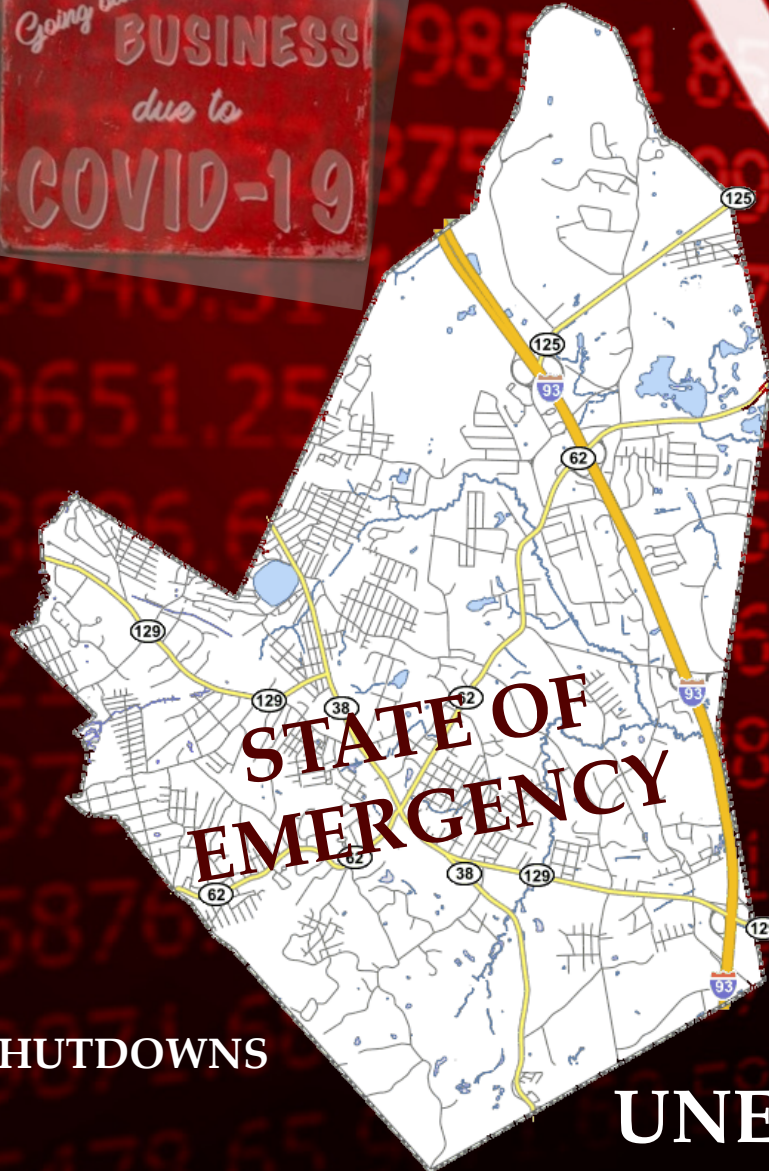 Going
BUSINESS
due to
COVID-19
125
125
93
62
129
129
38
62
93
STATE OF
EMERGENCY
62
62
38
129
93
HUTDOWNS
UNE